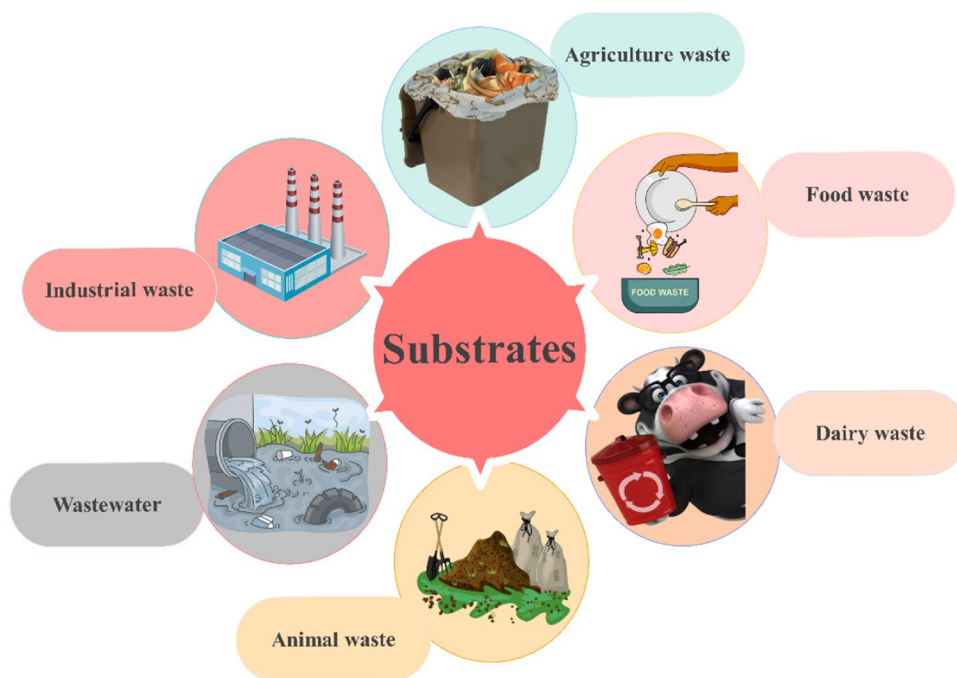 Agriculture waste
Food waste
FOOD WASTE
Industrial waste
Substrates
Dairy waste
Wastewater
Animal waste